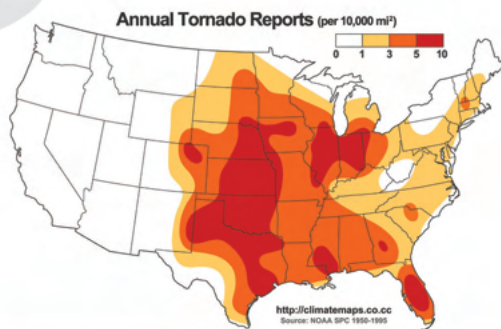 Annual Tornado Reports (per 10,000 mi²)
0 1 3 5 10
http://climatemaps.co.cc
Source: NOAA SPC 1950-1995